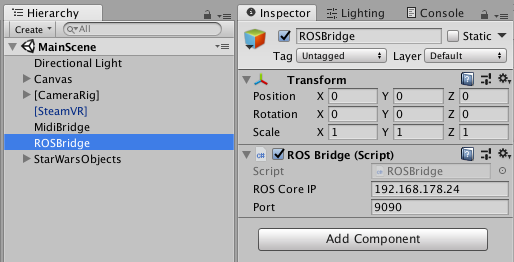 Hierarchy
Create
All
MainScene
Directional Light
Canvas
[CameraRig]
[SteamVR]
MidiBridge
ROSBridge
StarWarsObjects
Inspector Lighting Console
ROSBridge Static
Tag Untagged Layer Default
Transform
Position X 0 Y 0 Z 0
Rotation X 0 Y 0 Z 0
Scale X 1 Y 1 Z 1
C# ROS Bridge (Script)
Script ROSBridge
ROS Core IP 192.168.178.24
Port 9090
Add Component